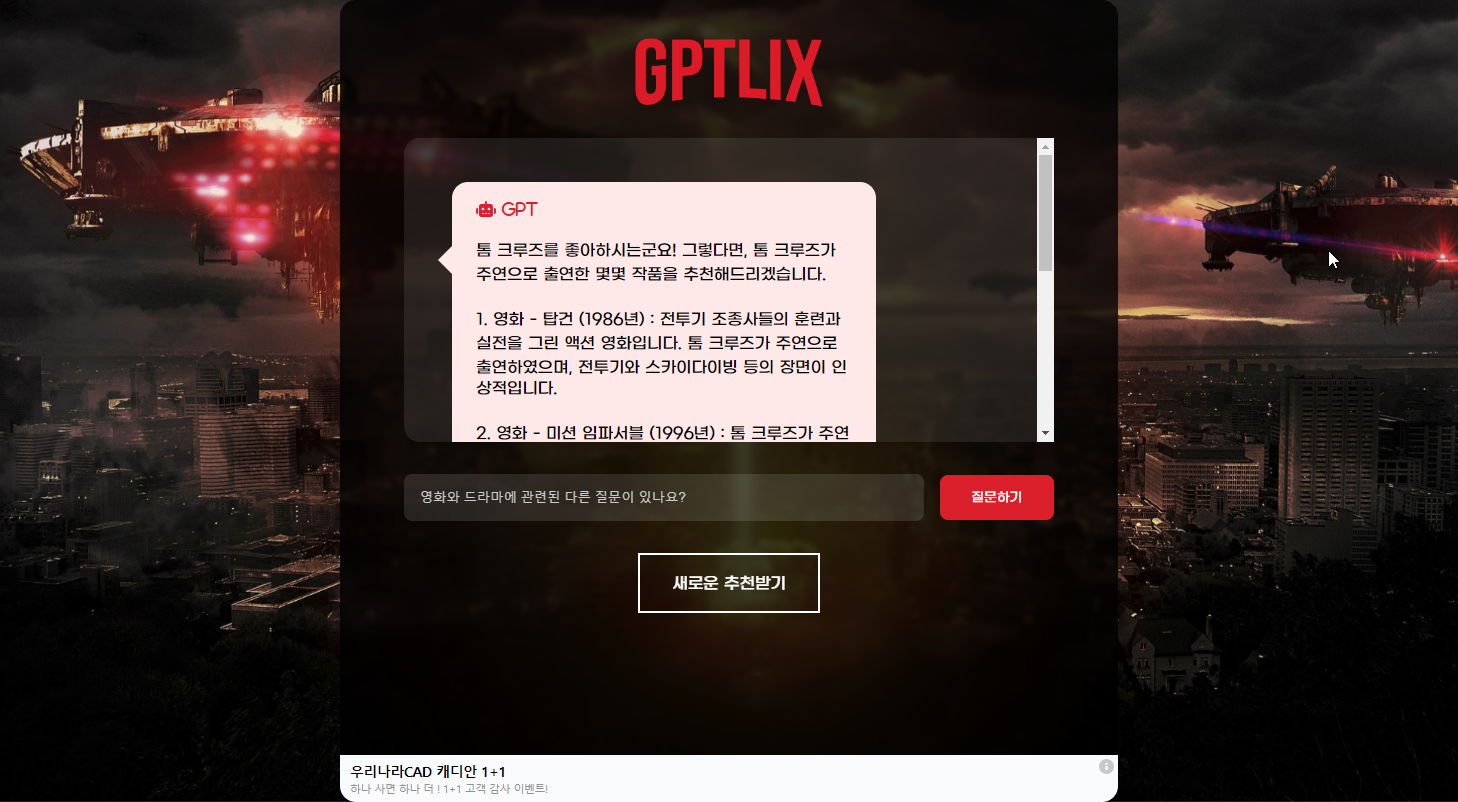 GPTLIX
GPT
톰 크루즈를 좋아하시는군요! 그렇다면, 톰 크루즈가
주연으로 출연한 몇몇 작품을 추천해드리겠습니다.
1. 영화 - 탑건 (1986년) : 전투기 조종사들의 훈련과
실전을 그린 액션 영화입니다. 톰 크루즈가 주연으로
출연하였으며, 전투기와 스카이다이빙 등의 장면이 인
상적입니다.
2. 영화 - 미션 임파서블 (1996년) : 톰 크루즈가 주연
영화와 드라마에 관련된 다른 질문이 있나요?
질문하기
새로운 추천받기
우리나라CAD 캐디안 1+1
하나 사면 하나 더 ! 1+1 고객 감사 이벤트!